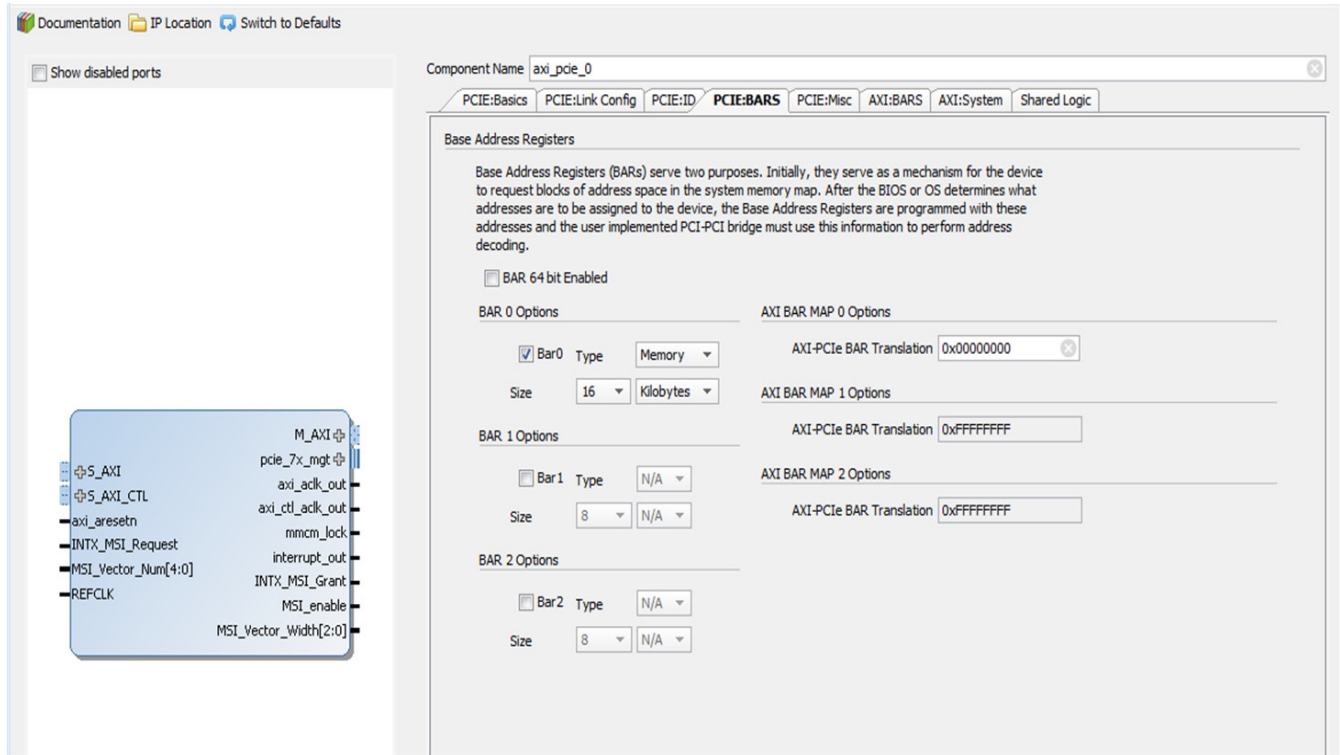 Documentation IP Location Switch to Defaults
Show disabled ports
M_AXI
pcie_7x_mgt
S_AXI
axi_aclk_out
S_AXI_CTL
axi_ctl_aclk_out
axi_aresetn
mmcm_lock
INTX_MSI_Request
interrupt_out
MSI_Vector_Num[4:0]
INTX_MSI_Grant
REFCLK
MSI_enable
MSI_Vector_Width[2:0]
Component Name axi_pcie_0
PCIE:Basics PCIE:Link Config PCIE:ID PCIE:BARS PCIE:Misc AXI:BARS AXI:System Shared Logic
Base Address Registers
Base Address Registers (BARs) serve two purposes. Initially, they serve as a mechanism for the device
to request blocks of address space in the system memory map. After the BIOS or OS determines what
addresses are to be assigned to the device, the Base Address Registers are programmed with these
addresses and the user implemented PCI-PCI bridge must use this information to perform address
decoding.
BAR 64 bit Enabled
BAR 0 Options
Bar0 Type Memory
Size 16 Kilobytes
BAR 1 Options
Bar1 Type N/A
Size 8 N/A
BAR 2 Options
Bar2 Type N/A
Size 8 N/A
AXI BAR MAP 0 Options
AXI-PCIe BAR Translation 0x00000000
AXI BAR MAP 1 Options
AXI-PCIe BAR Translation 0xFFFFFFFF
AXI BAR MAP 2 Options
AXI-PCIe BAR Translation 0xFFFFFFFF